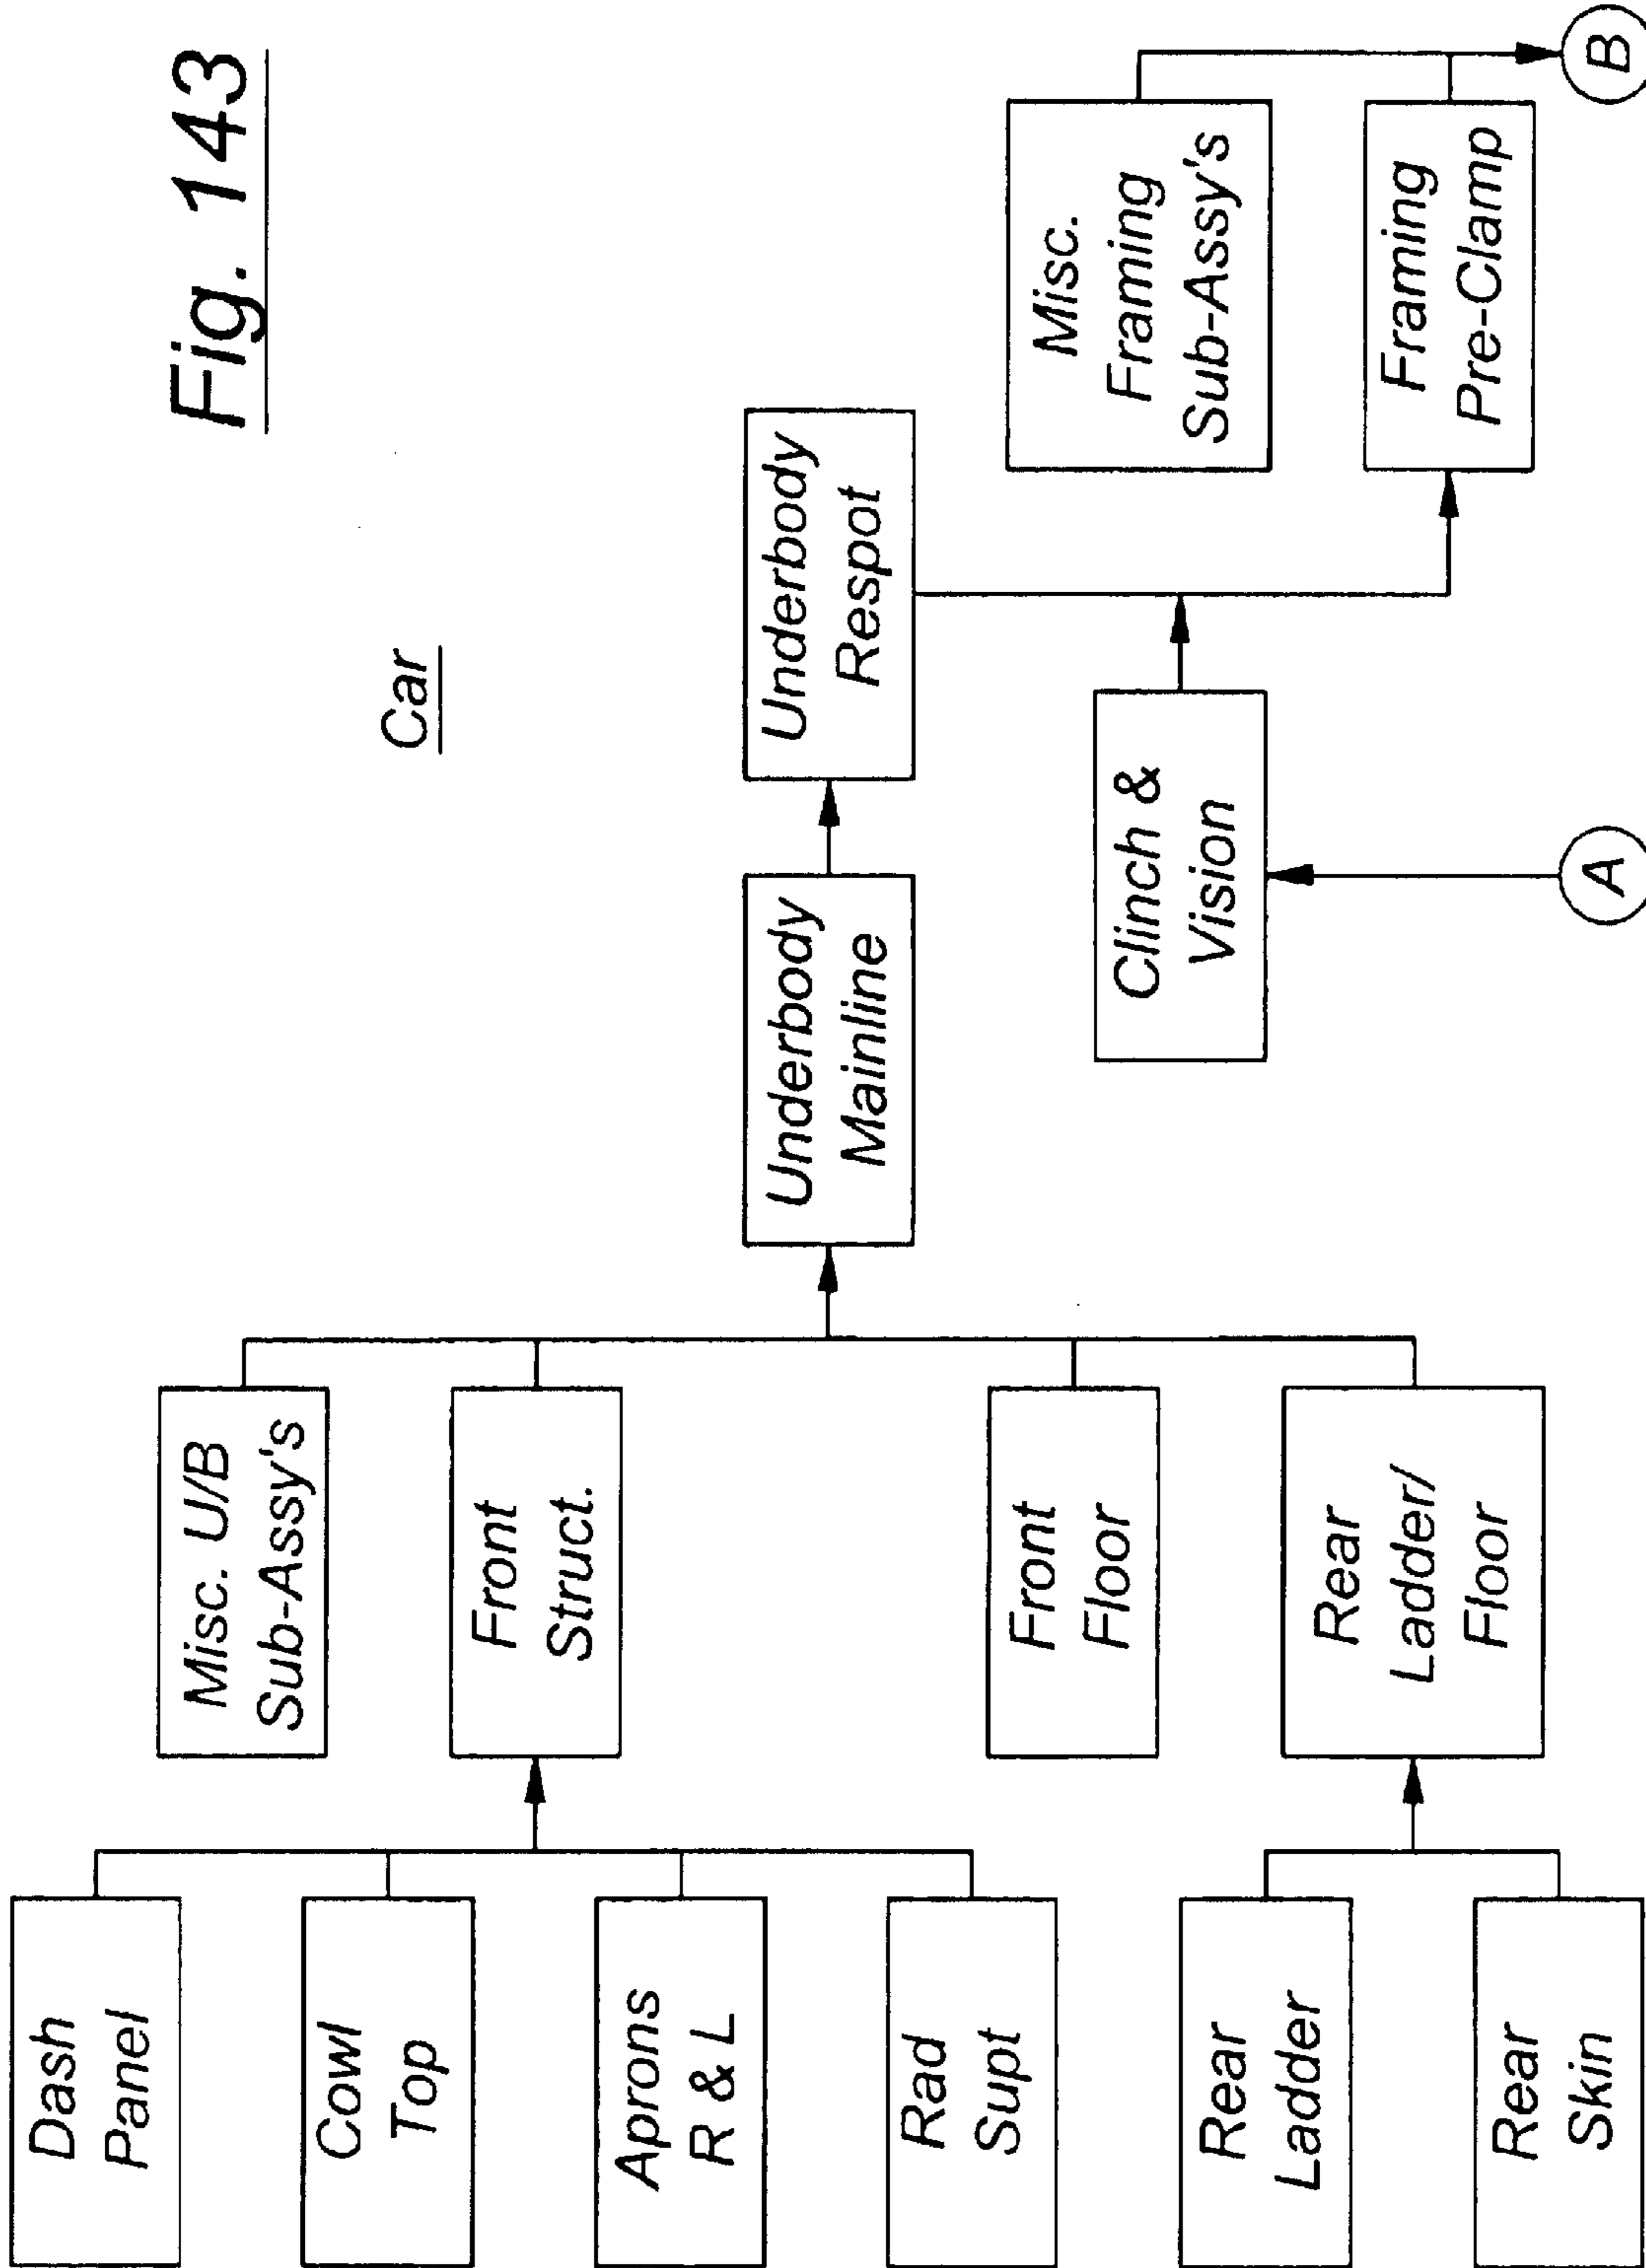 Fig. 143
Car
Dash
Panel
Cowl
Top
Aprons
R & L
Rad
Supt
Rear
Ladder
Rear
Skin
Misc. U/B
Sub-Assy's
Front
Struct.
Front
Floor
Rear
Ladder/
Floor
Underbody
Mainline
Underbody
Respot
Clinch &
Vision
A
Misc.
Framing
Sub-Assy's
Framing
Pre-Clamp
B